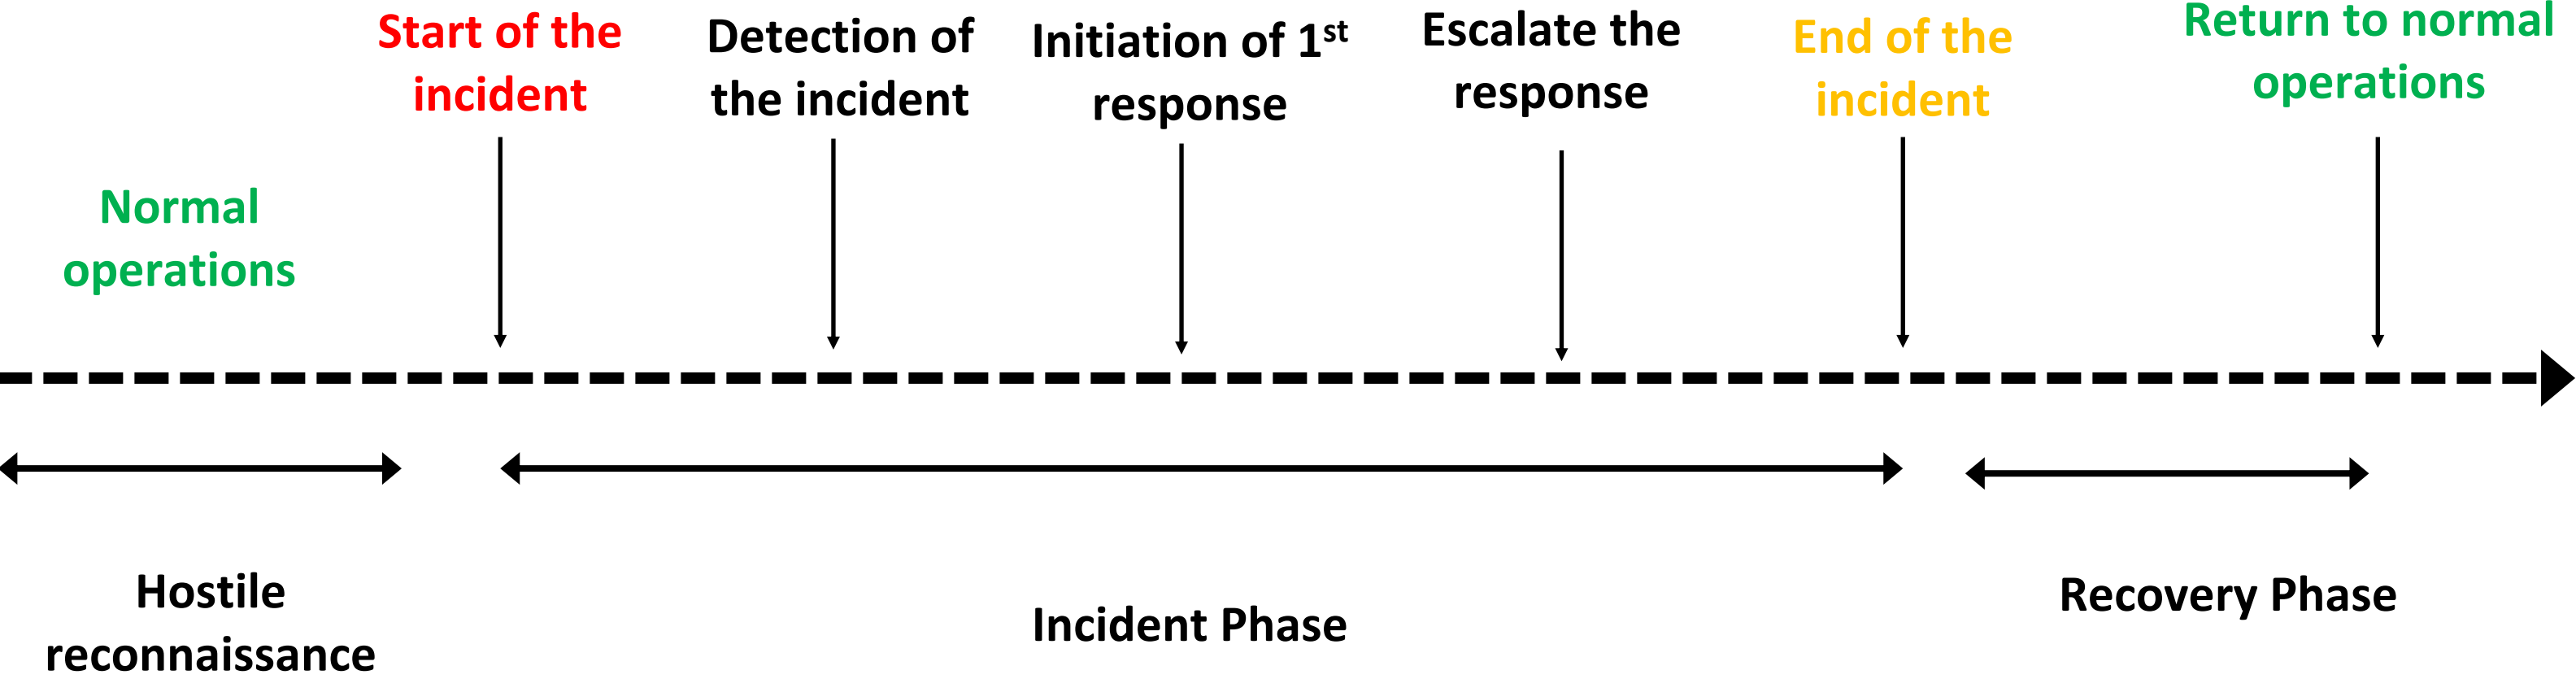 Start of the
incident
Detection of
the incident
Initiation of 1st
response
Escalate the
response
End of the
incident
Return to normal
operations
Normal
operations
Hostile
reconnaissance
Incident Phase
Recovery Phase